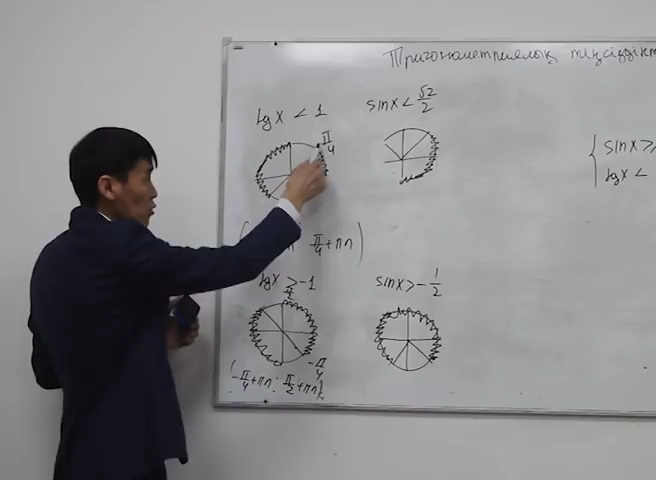 Тригонометриялық теңсіздікт
tgx < 1
sinx < √2/2
π/4
{ sinx ≥
tgx <
π/4 + πn )
tgx ≥ -1
sinx > -1/2
-π/4
-π/4 + πn; π/2 + πn